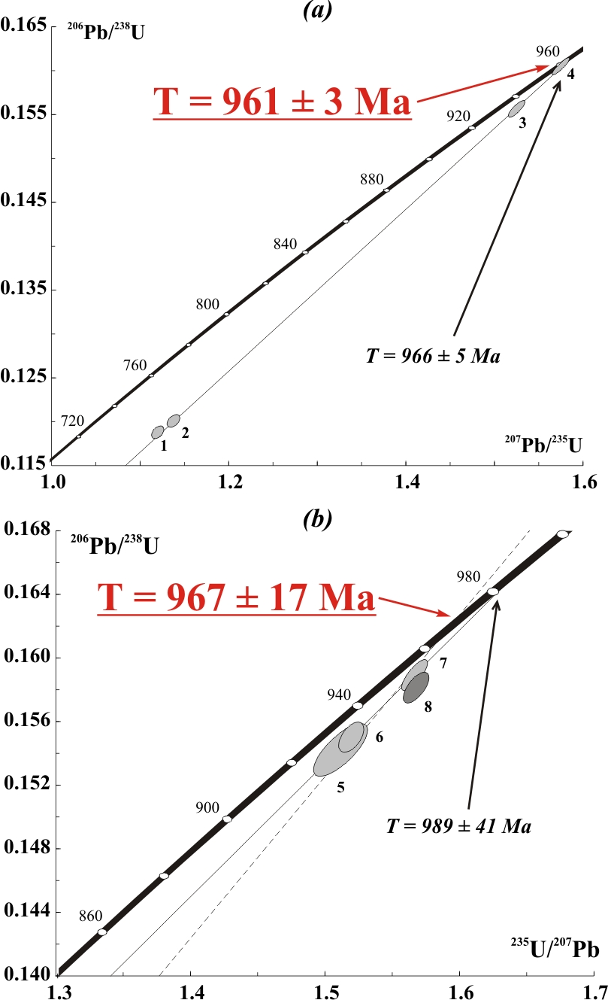 (a)
0.165
²⁰⁶Pb/²³⁸U
960
T = 961 ± 3 Ma
4
0.155
920
3
880
0.145
840
0.135
800
T = 966 ± 5 Ma
760
0.125
720
2
1
²⁰⁷Pb/²³⁵U
0.115
1.0 1.2 1.4 1.6
(b)
0.168
²⁰⁶Pb/²³⁸U
980
T = 967 ± 17 Ma
0.164
0.160
7
940
8
0.156
6
5
0.152
900
T = 989 ± 41 Ma
0.148
0.144
860
²³⁵U/²⁰⁷Pb
0.140
1.3 1.4 1.5 1.6 1.7